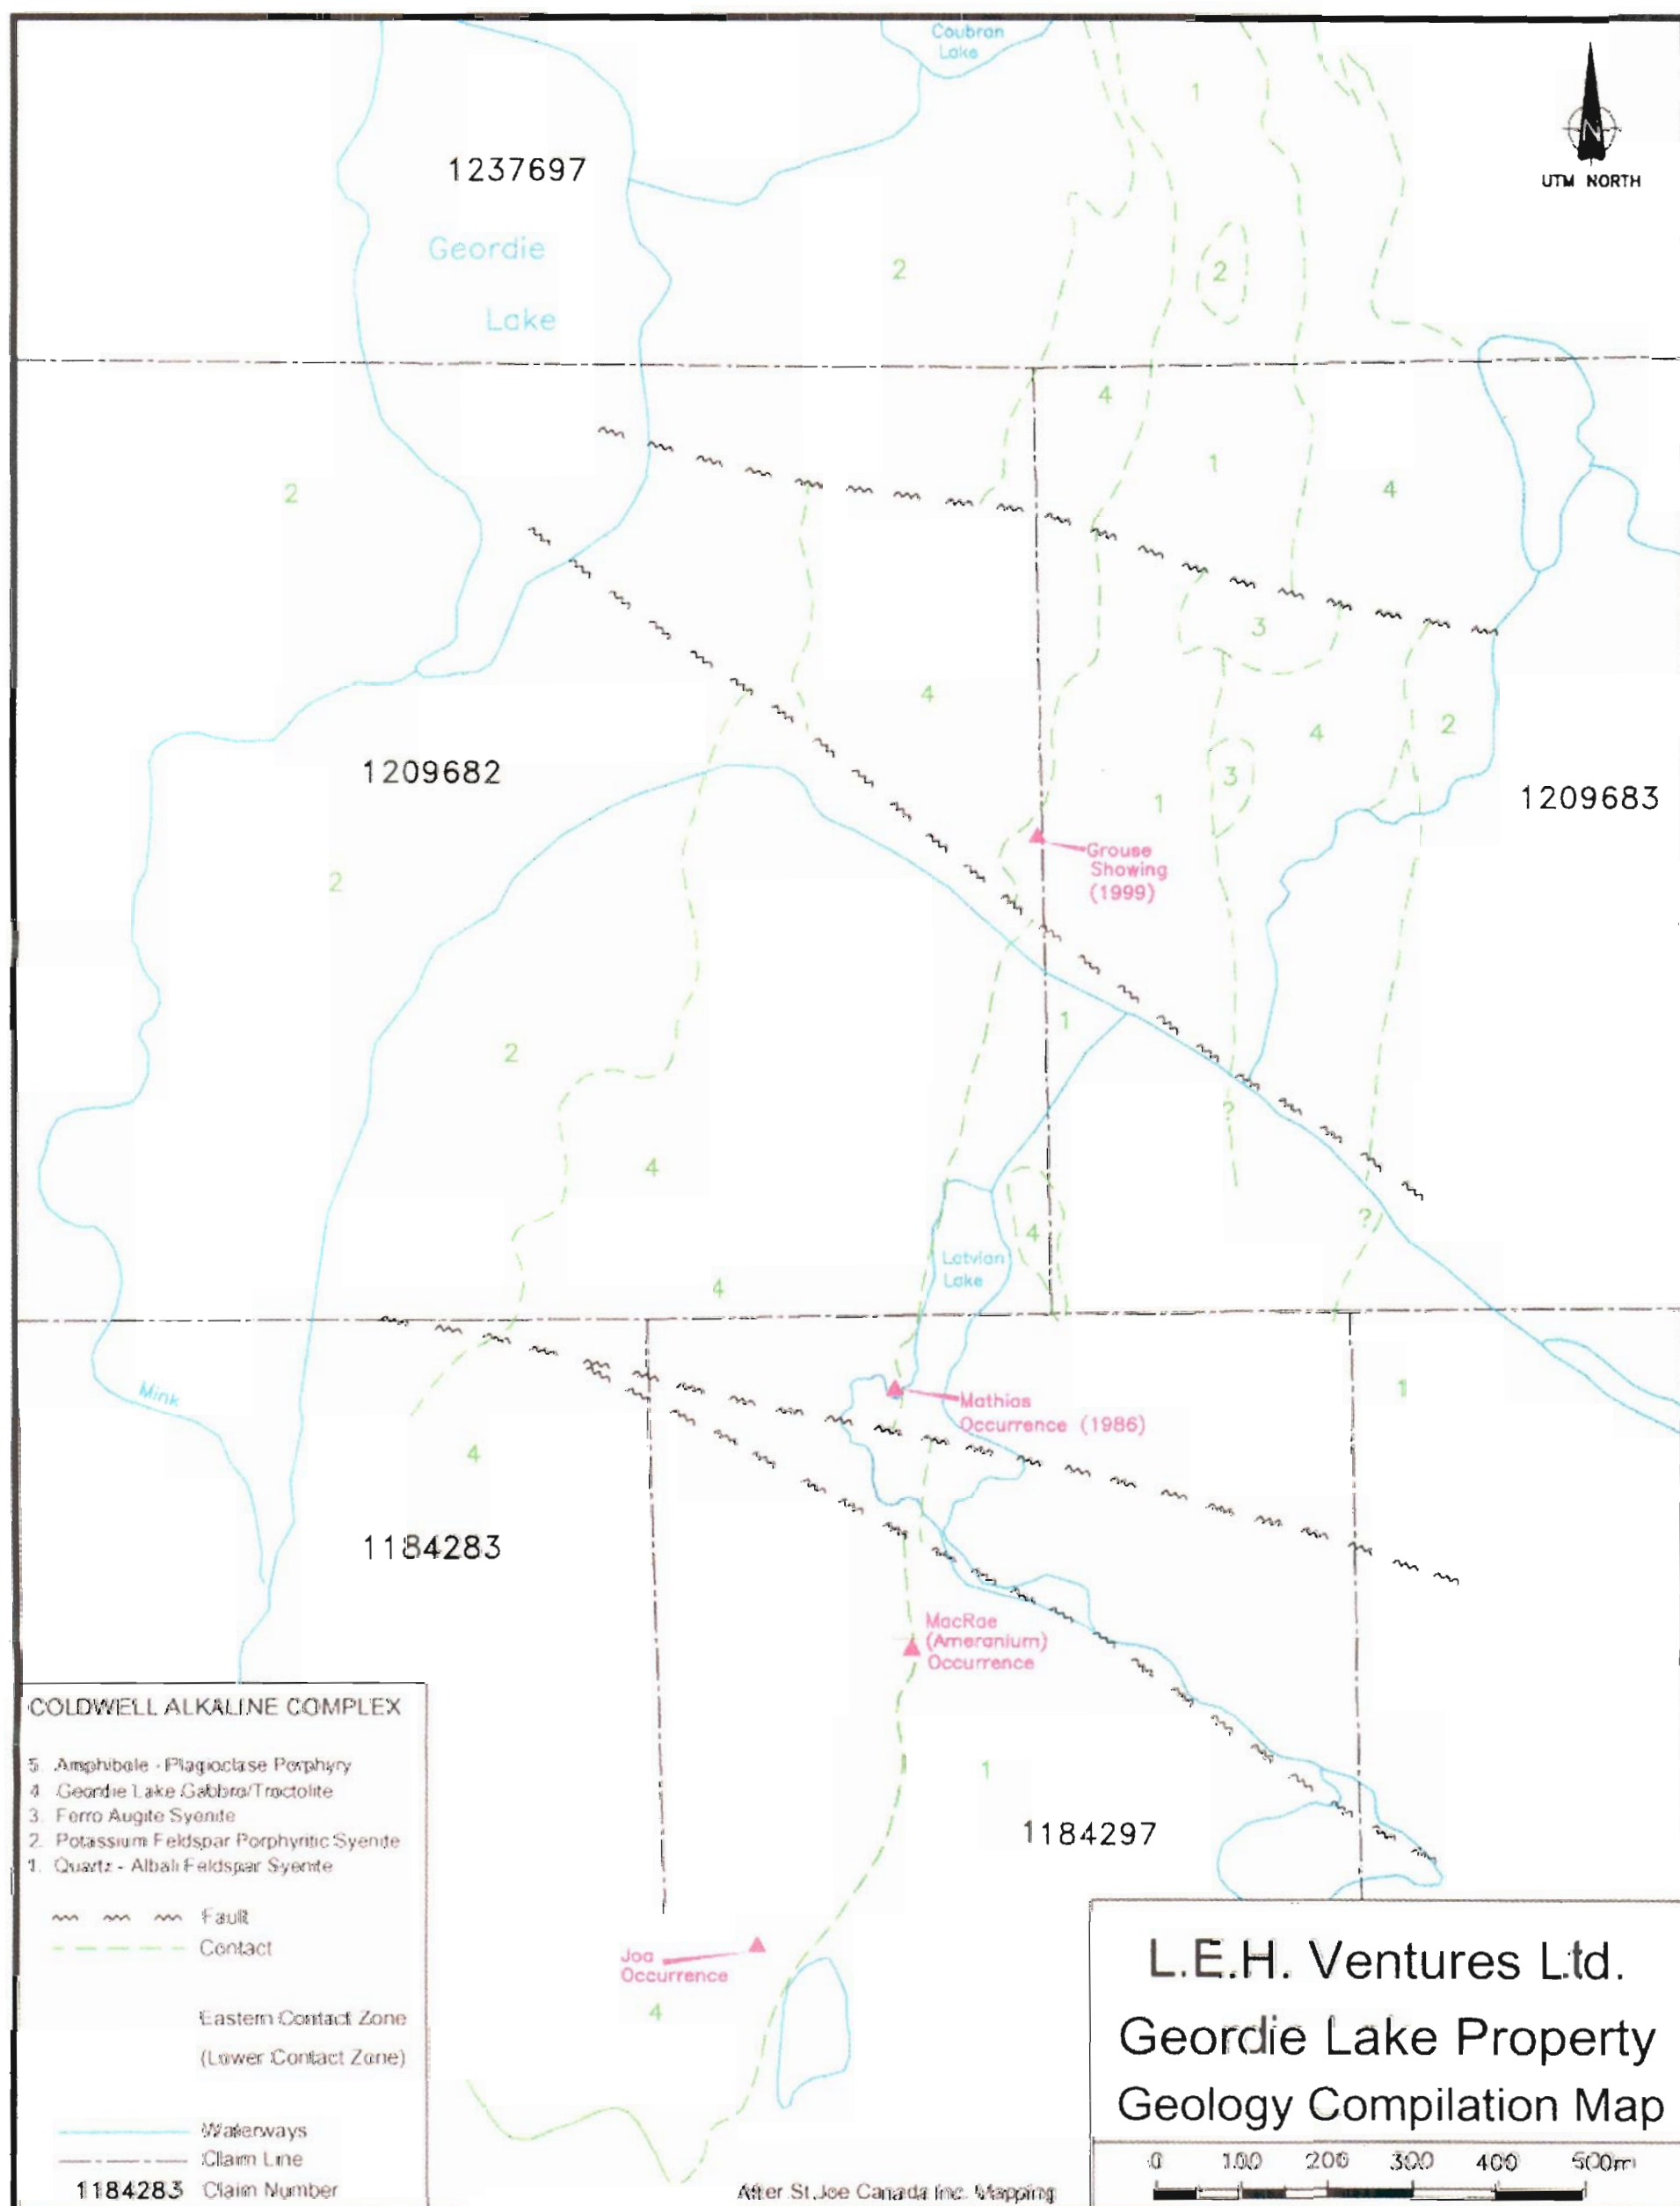 Coubran
Lake
1
N
UTM NORTH
1237697
Geordie
Lake
2
2
4
2
1
4
3
4
4
2
1209682
3
1
1209683
Grouse
Showing
(1999)
2
1
2
?
4
4
?
Latvian
Lake
4
Mink
1
Mathias
Occurrence (1986)
4
1184283
MacRae
(Ameranium)
Occurrence
1
1184297
Joa
Occurrence
4
COLDWELL ALKALINE COMPLEX
5. Amphibole - Plagioclase Porphyry
4 Geordie Lake Gabbro/Troctolite
3. Ferro Augite Syenite
2. Potassium Feldspar Porphyritic Syenite
1. Quartz - Albali Feldspar Syenite
Fault
Contact
Eastern Contact Zone
(Lower Contact Zone)
Waterways
Claim Line
1184283 Claim Number
After St.Joe Canada Inc. Mapping
L.E.H. Ventures Ltd.
Geordie Lake Property
Geology Compilation Map
0 100 200 300 400 500m